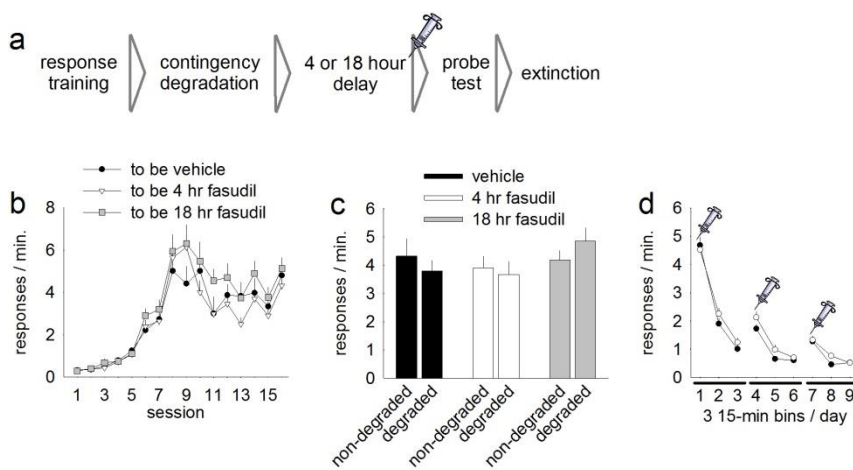 a
response
training
contingency
degradation
4 or 18 hour
delay
probe
test
extinction
b
to be vehicle
to be 4 hr fasudil
to be 18 hr fasudil
responses / min.
8
6
4
2
0
1 3 5 7 9 11 13 15
session
c
vehicle
4 hr fasudil
18 hr fasudil
responses / min.
6
5
4
3
2
1
0
non-degraded
degraded
non-degraded
degraded
non-degraded
degraded
d
responses / min.
6
5
4
3
2
1
0
1 2 3 4 5 6 7 8 9
3 15-min bins / day